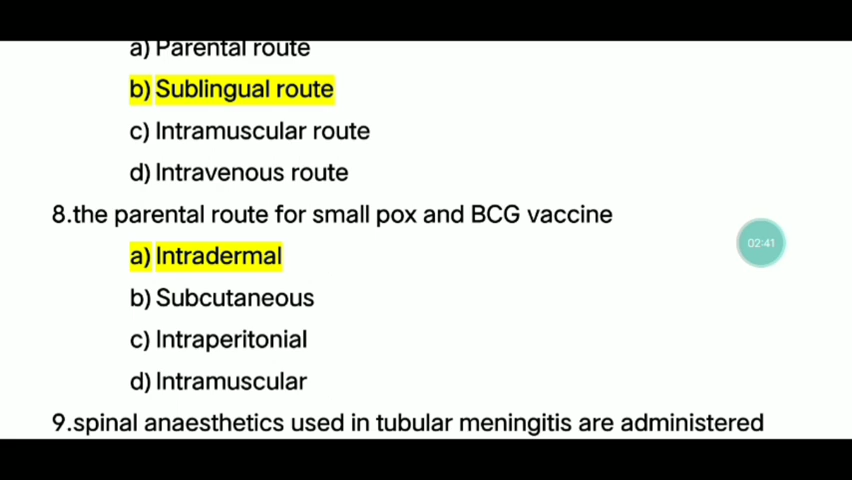 a) Parental route
b) Sublingual route
c) Intramuscular route
d) Intravenous route
8.the parental route for small pox and BCG vaccine
02:41
a) Intradermal
b) Subcutaneous
c) Intraperitonial
d) Intramuscular
9.spinal anaesthetics used in tubular meningitis are administered